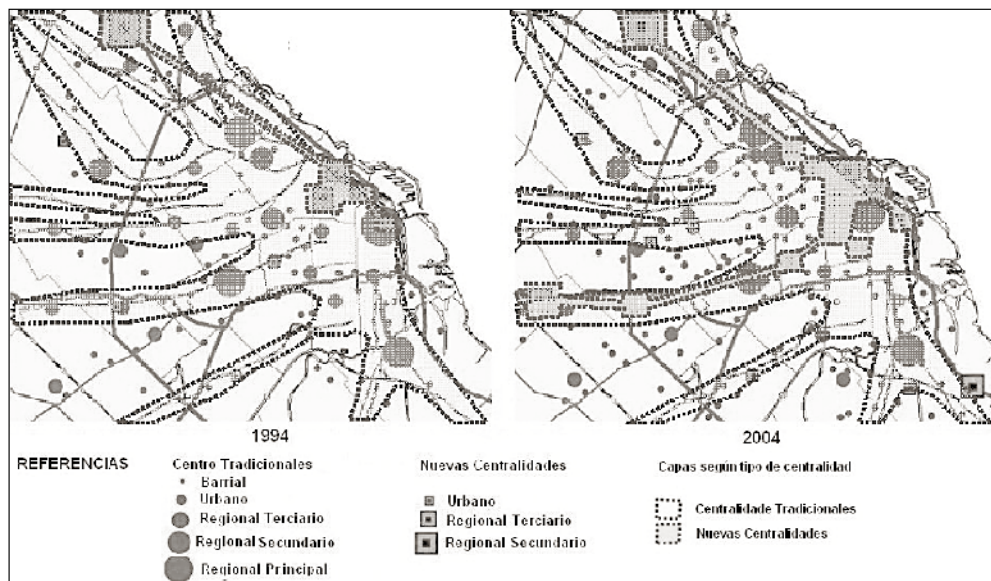 1994
2004
REFERENCIAS
Centro Tradicionales
Barrial
Urbano
Regional Terciario
Regional Secundario
Regional Principal
Nuevas Centralidades
Urbano
Regional Terciario
Regional Secundario
Capas según tipo de centralidad
Centralidade Tradicionales
Nuevas Centralidades